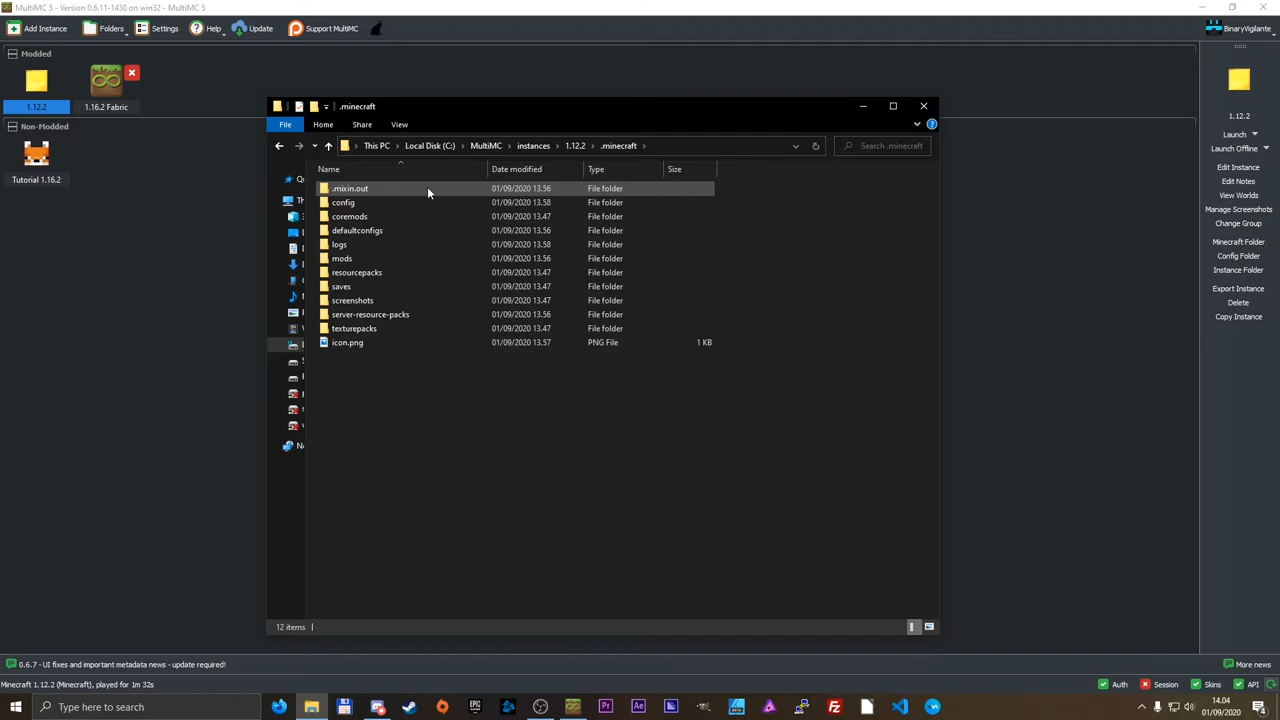 MultiMC 5 - Version 0.6.11-1430 on win32 - MultiMC 5
Add Instance Folders Settings Help Update Support MultiMC BinaryVigilante
Modded
1.12.2 1.16.2 Fabric
Non-Modded
Tutorial 1.16.2
.minecraft
File Home Share View
This PC Local Disk (C:) MultiMC instances 1.12.2 .minecraft Search .minecraft
Name Date modified Type Size
.mixin.out 01/09/2020 13.56 File folder
config 01/09/2020 13.58 File folder
coremods 01/09/2020 13.47 File folder
defaultconfigs 01/09/2020 13.56 File folder
logs 01/09/2020 13.58 File folder
mods 01/09/2020 13.56 File folder
resourcepacks 01/09/2020 13.47 File folder
saves 01/09/2020 13.47 File folder
screenshots 01/09/2020 13.47 File folder
server-resource-packs 01/09/2020 13.56 File folder
texturepacks 01/09/2020 13.47 File folder
icon.png 01/09/2020 13.57 PNG File 1 KB
12 items
1.12.2
Launch
Launch Offline
Edit Instance
Edit Notes
View Worlds
Manage Screenshots
Change Group
Minecraft Folder
Config Folder
Instance Folder
Export Instance
Delete
Copy Instance
0.6.7 - UI fixes and important metadata news - update required! More news
Minecraft 1.12.2 (Minecraft), played for 1m 32s Auth Session Skins API
Type here to search
14.04
01/09/2020